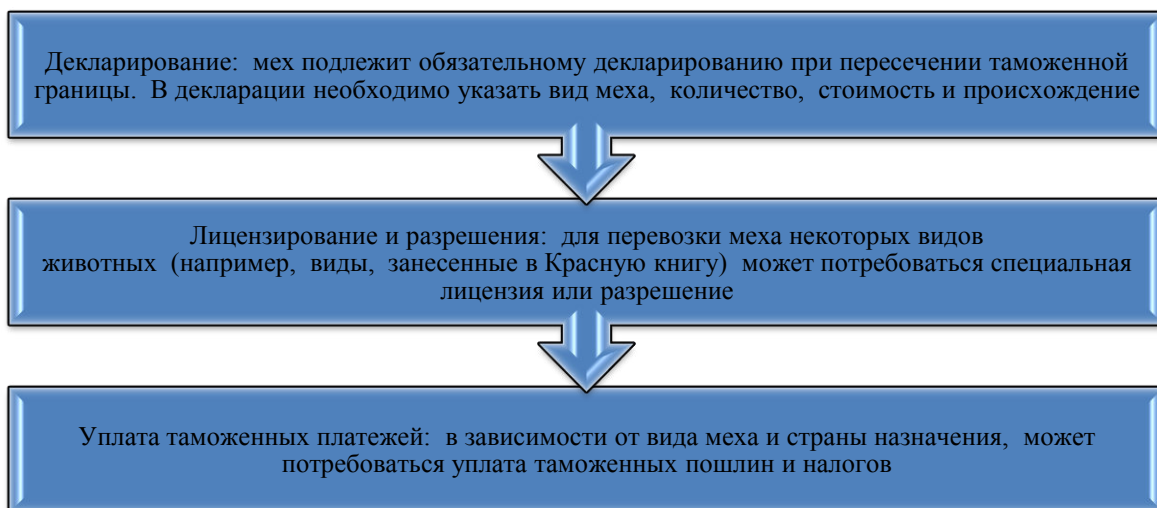 Декларирование: мех подлежит обязательному декларированию при пересечении таможенной
границы. В декларации необходимо указать вид меха, количество, стоимость и происхождение
Лицензирование и разрешения: для перевозки меха некоторых видов
животных (например, виды, занесенные в Красную книгу) может потребоваться специальная
лицензия или разрешение
Уплата таможенных платежей: в зависимости от вида меха и страны назначения, может
потребоваться уплата таможенных пошлин и налогов